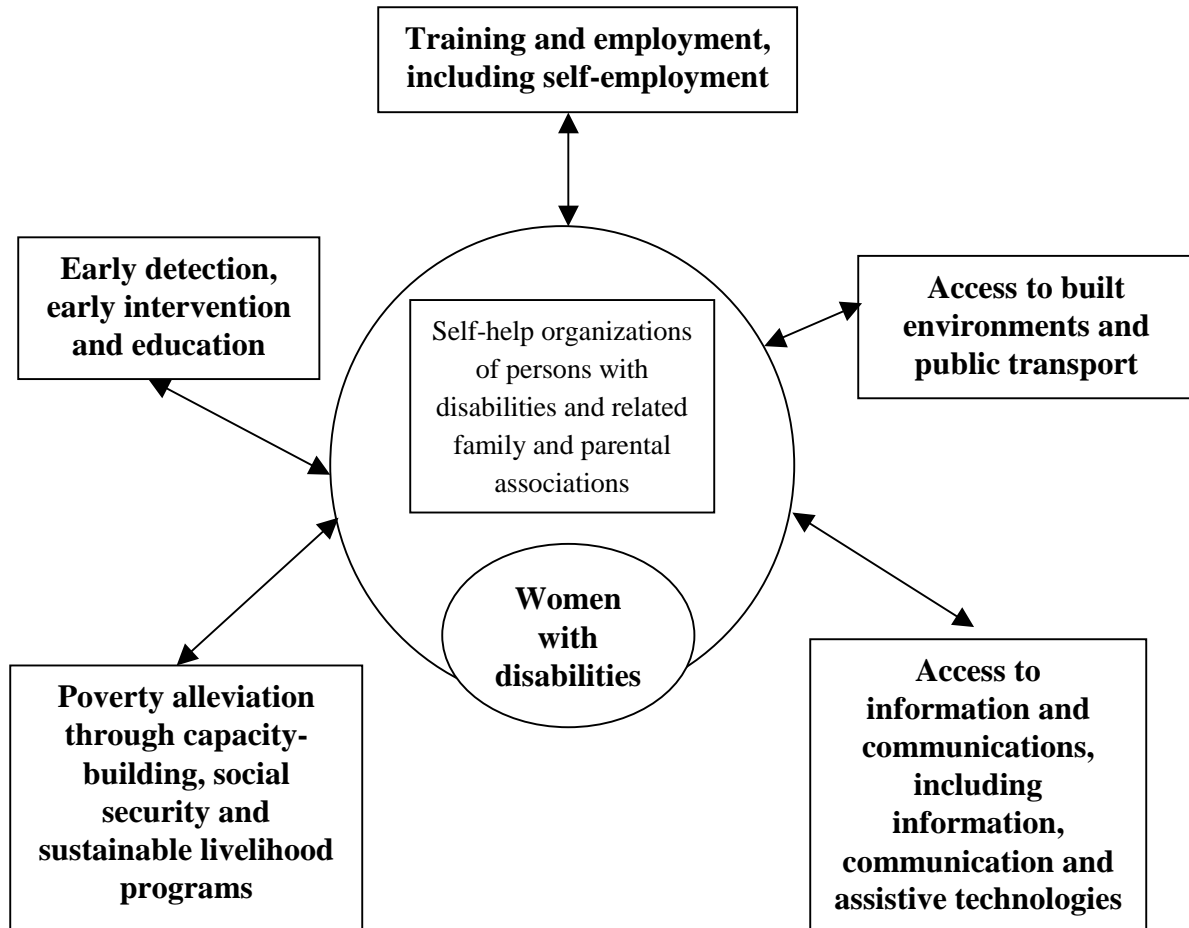 Training and employment,
including self-employment
Early detection,
early intervention
and education
Self-help organizations
of persons with
disabilities and related
family and parental
associations
Access to built
environments and
public transport
Women
with
disabilities
Poverty alleviation
through capacity-
building, social
security and
sustainable livelihood
programs
Access to
information and
communications,
including
information,
communication and
assistive technologies